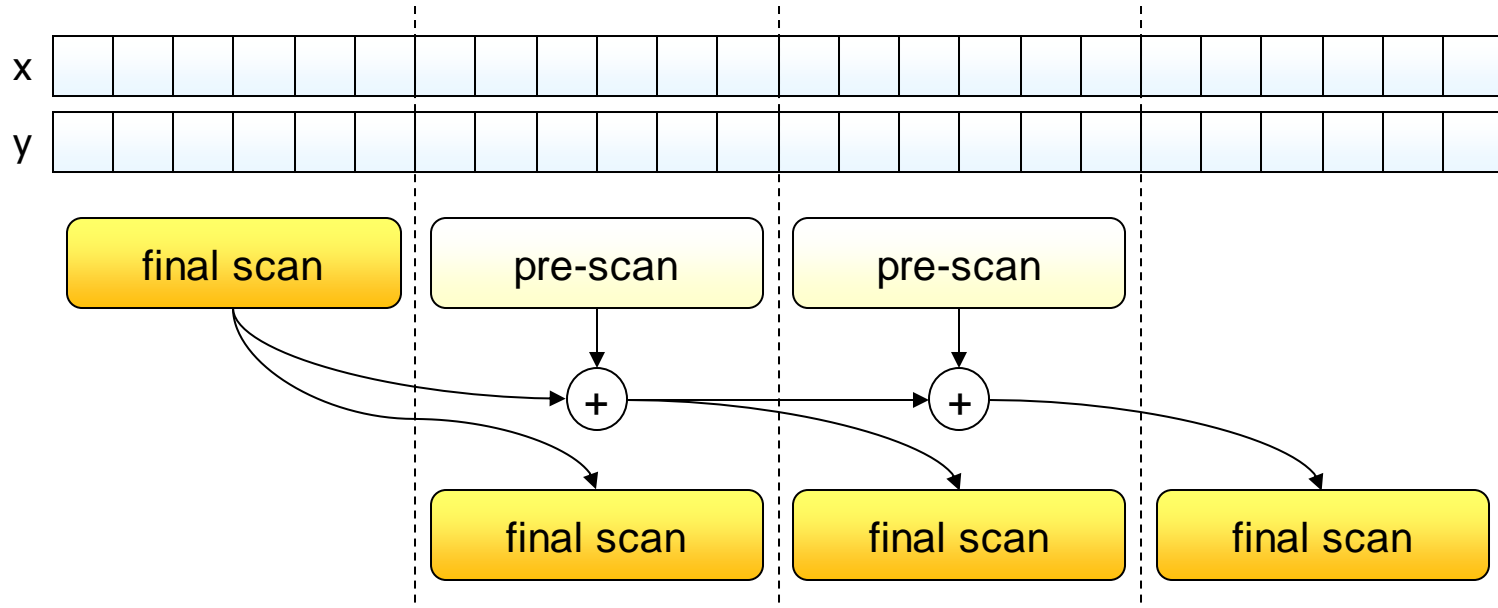 x
y
final scan
pre-scan
pre-scan
+
+
final scan
final scan
final scan